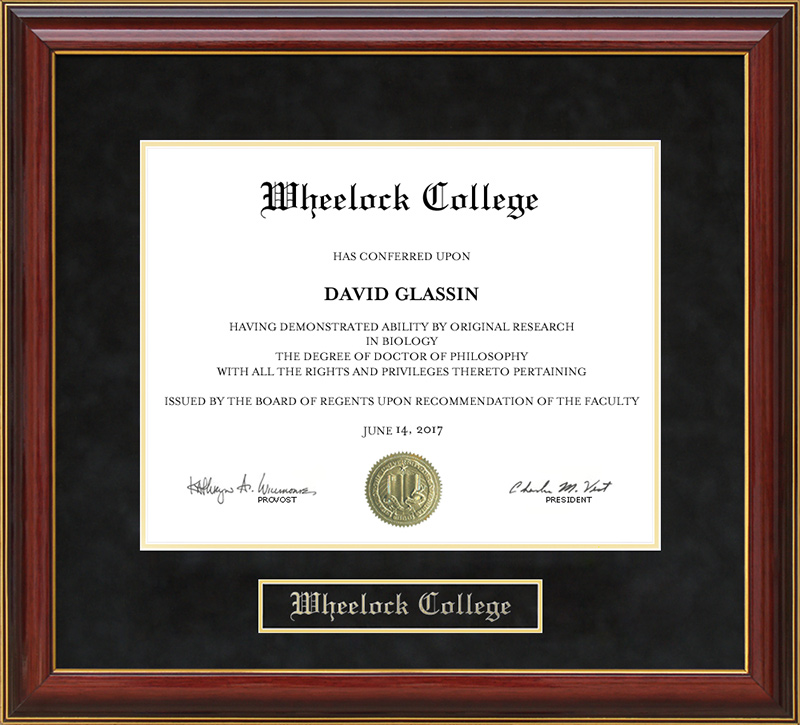 Wheelock College
HAS CONFERRED UPON
DAVID GLASSIN
HAVING DEMONSTRATED ABILITY BY ORIGINAL RESEARCH
IN BIOLOGY
THE DEGREE OF DOCTOR OF PHILOSOPHY
WITH ALL THE RIGHTS AND PRIVILEGES THERETO PERTAINING
ISSUED BY THE BOARD OF REGENTS UPON RECOMMENDATION OF THE FACULTY
JUNE 14, 2017
PROVOST
Charles M. Vest
PRESIDENT
Wheelock College